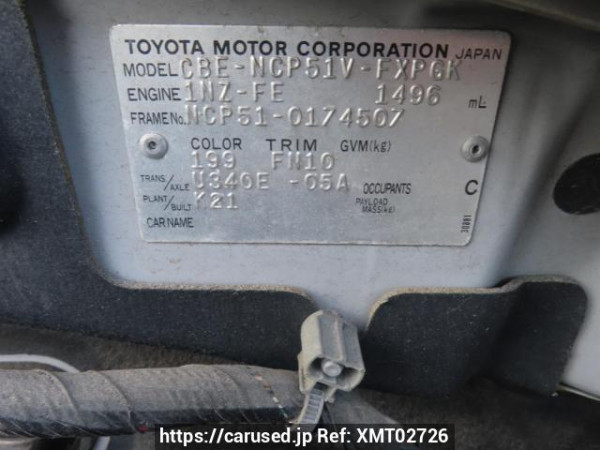 TOYOTA MOTOR CORPORATION JAPAN
MODEL CBE-NCP51V-FXPGK
ENGINE 1NZ-FE 1496 mL
FRAME No. NCP51-0174507
COLOR TRIM GVM(kg)
199 FN10
TRANS/AXLE U340E -05A OCCUPANTS C
PLANT/BUILT K21 PAYLOAD MASS(kg)
CAR NAME
https://carused.jp Ref: XMT02726